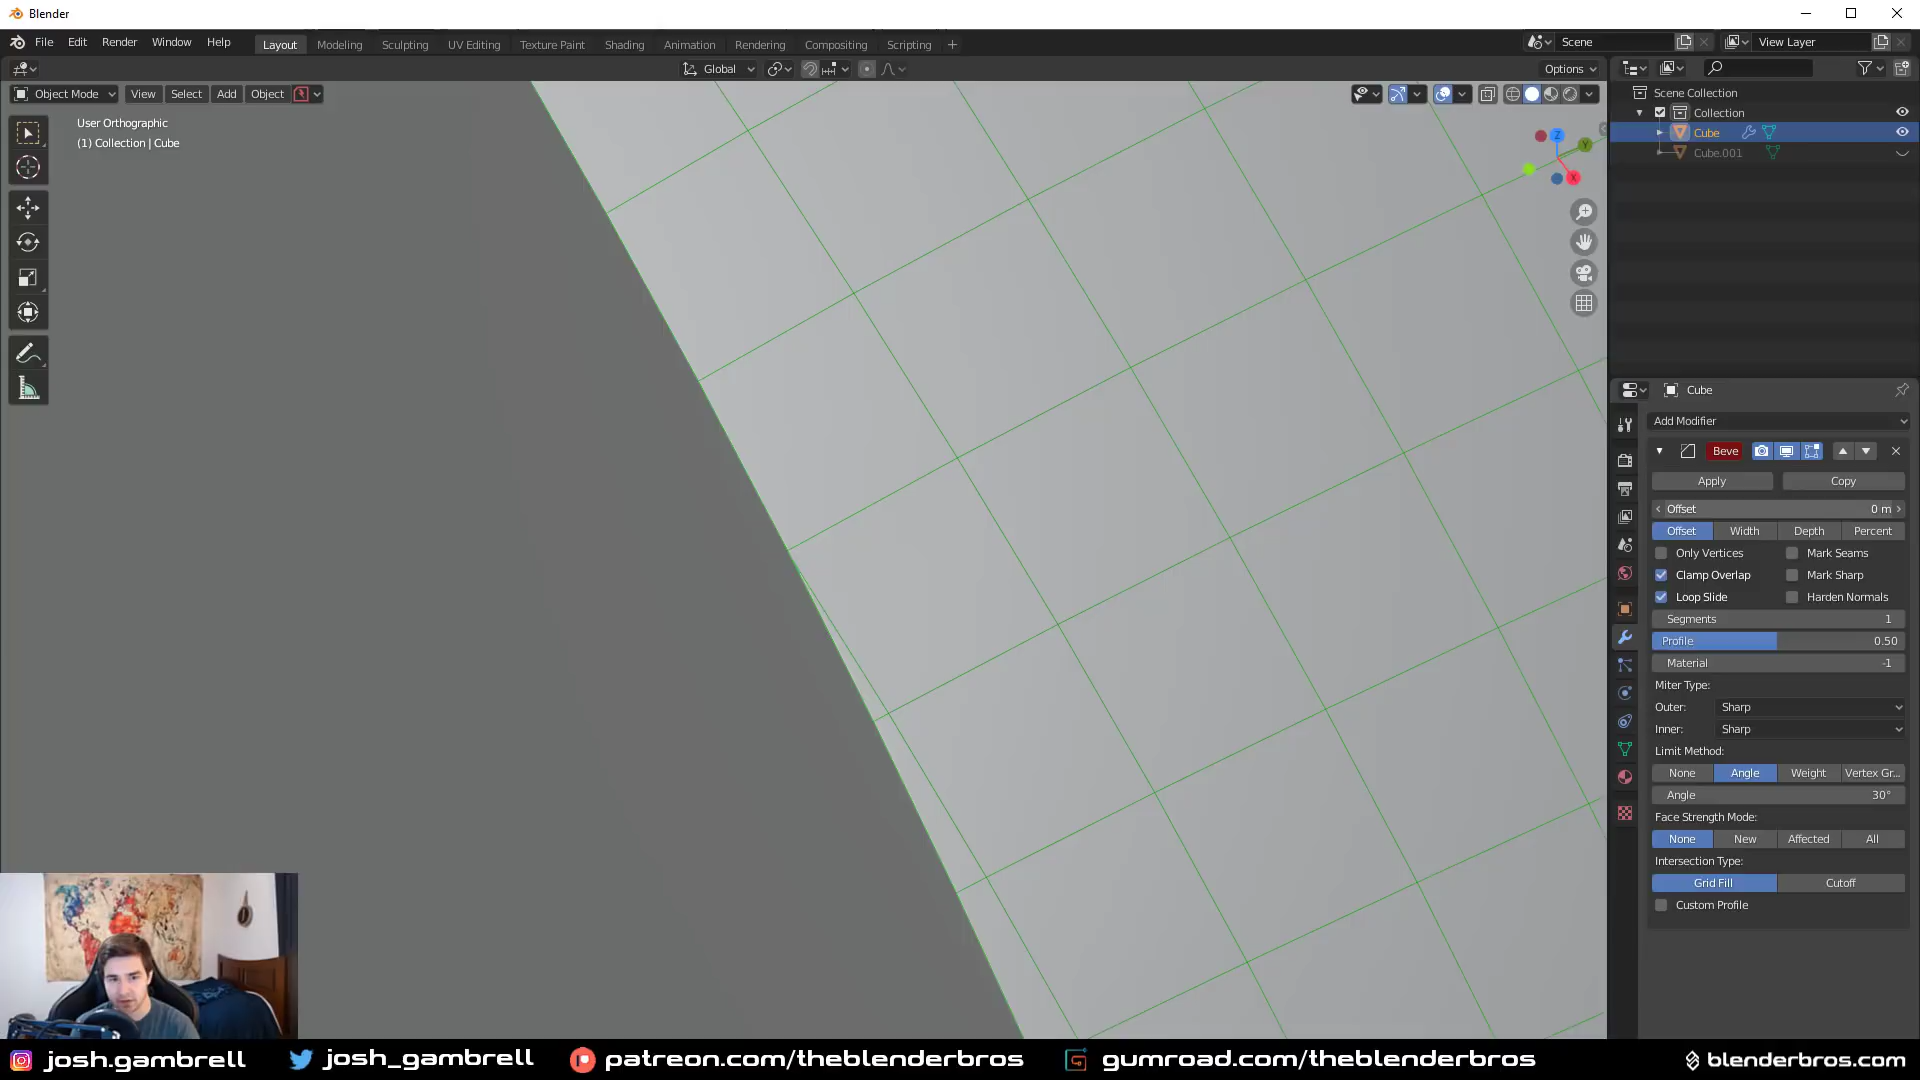 Blender
File Edit Render Window Help
Layout Modeling Sculpting UV Editing Texture Paint Shading Animation Rendering Compositing Scripting +
Scene
View Layer
Global
Options
Object Mode View Select Add Object
User Orthographic
(1) Collection | Cube
Z
Y
X
Scene Collection
Collection
Cube
Cube.001
Cube
Add Modifier
Beve
Apply Copy
Offset 0 m
Offset Width Depth Percent
Only Vertices Mark Seams
Clamp Overlap Mark Sharp
Loop Slide Harden Normals
Segments 1
Profile 0.50
Material -1
Miter Type:
Outer: Sharp
Inner: Sharp
Limit Method:
None Angle Weight Vertex Gr...
Angle 30°
Face Strength Mode:
None New Affected All
Intersection Type:
Grid Fill Cutoff
Custom Profile
josh.gambrell josh_gambrell patreon.com/theblenderbros gumroad.com/theblenderbros blenderbros.com